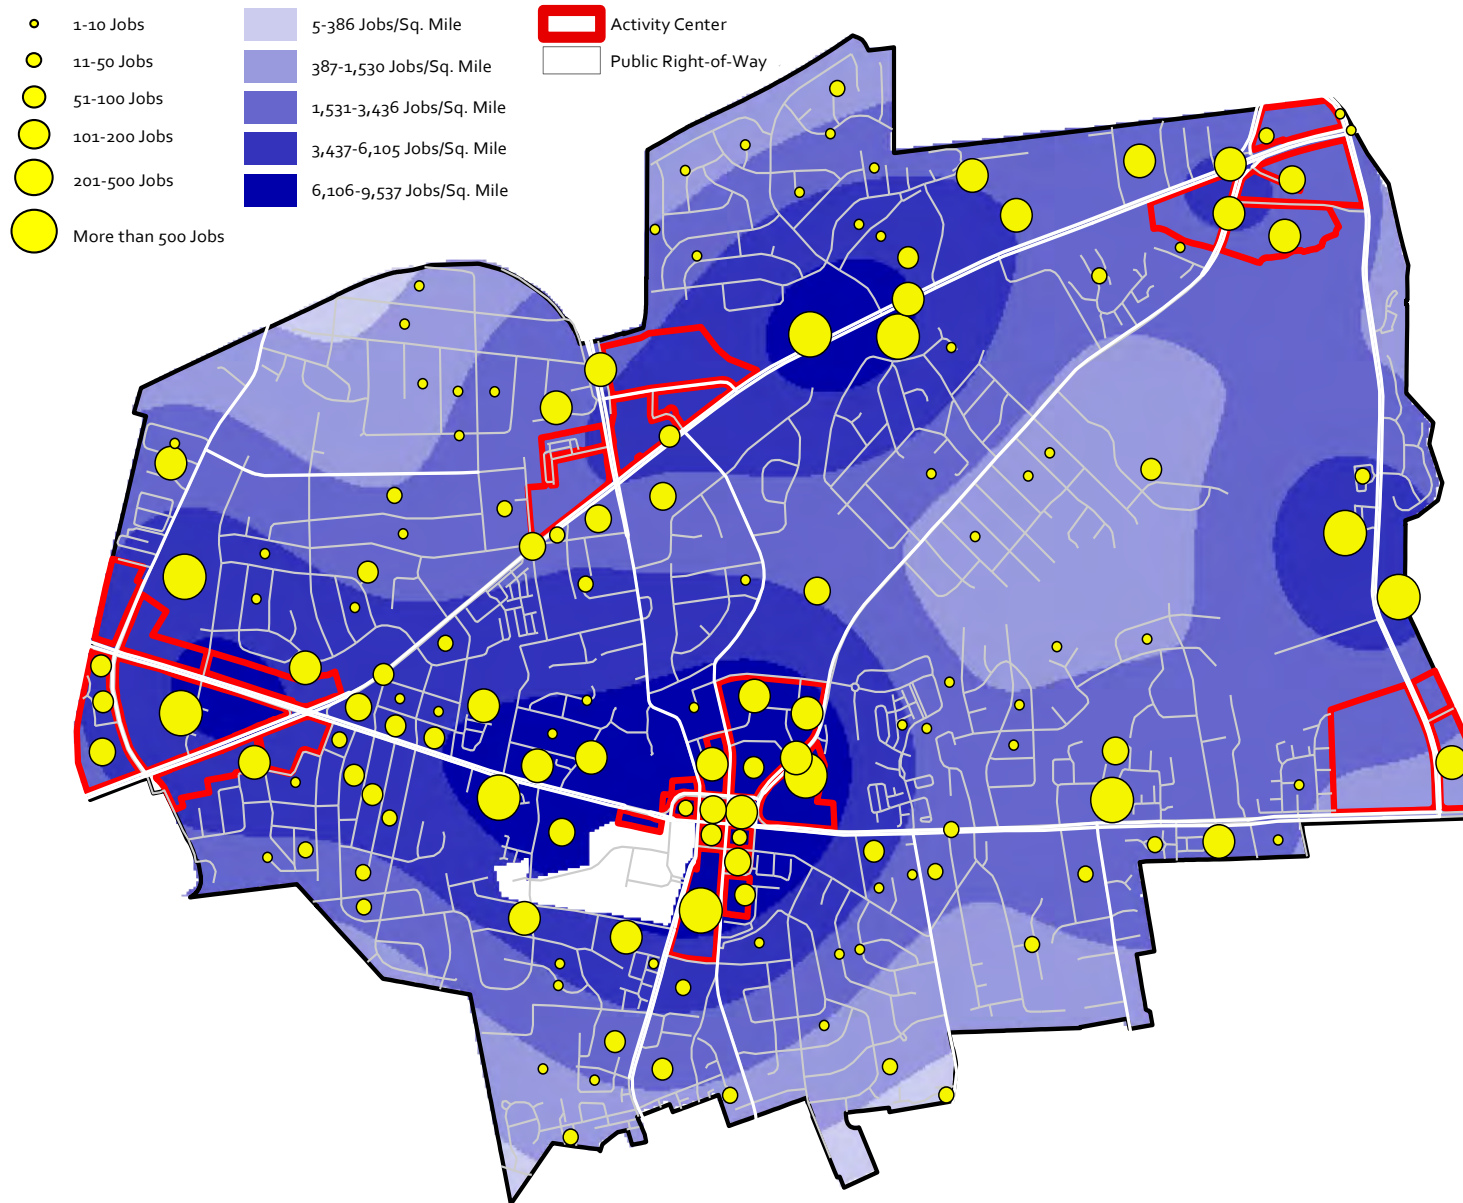 1-10 Jobs
11-50 Jobs
51-100 Jobs
101-200 Jobs
201-500 Jobs
More than 500 Jobs
5-386 Jobs/Sq. Mile
387-1,530 Jobs/Sq. Mile
1,531-3,436 Jobs/Sq. Mile
3,437-6,105 Jobs/Sq. Mile
6,106-9,537 Jobs/Sq. Mile
Activity Center
Public Right-of-Way